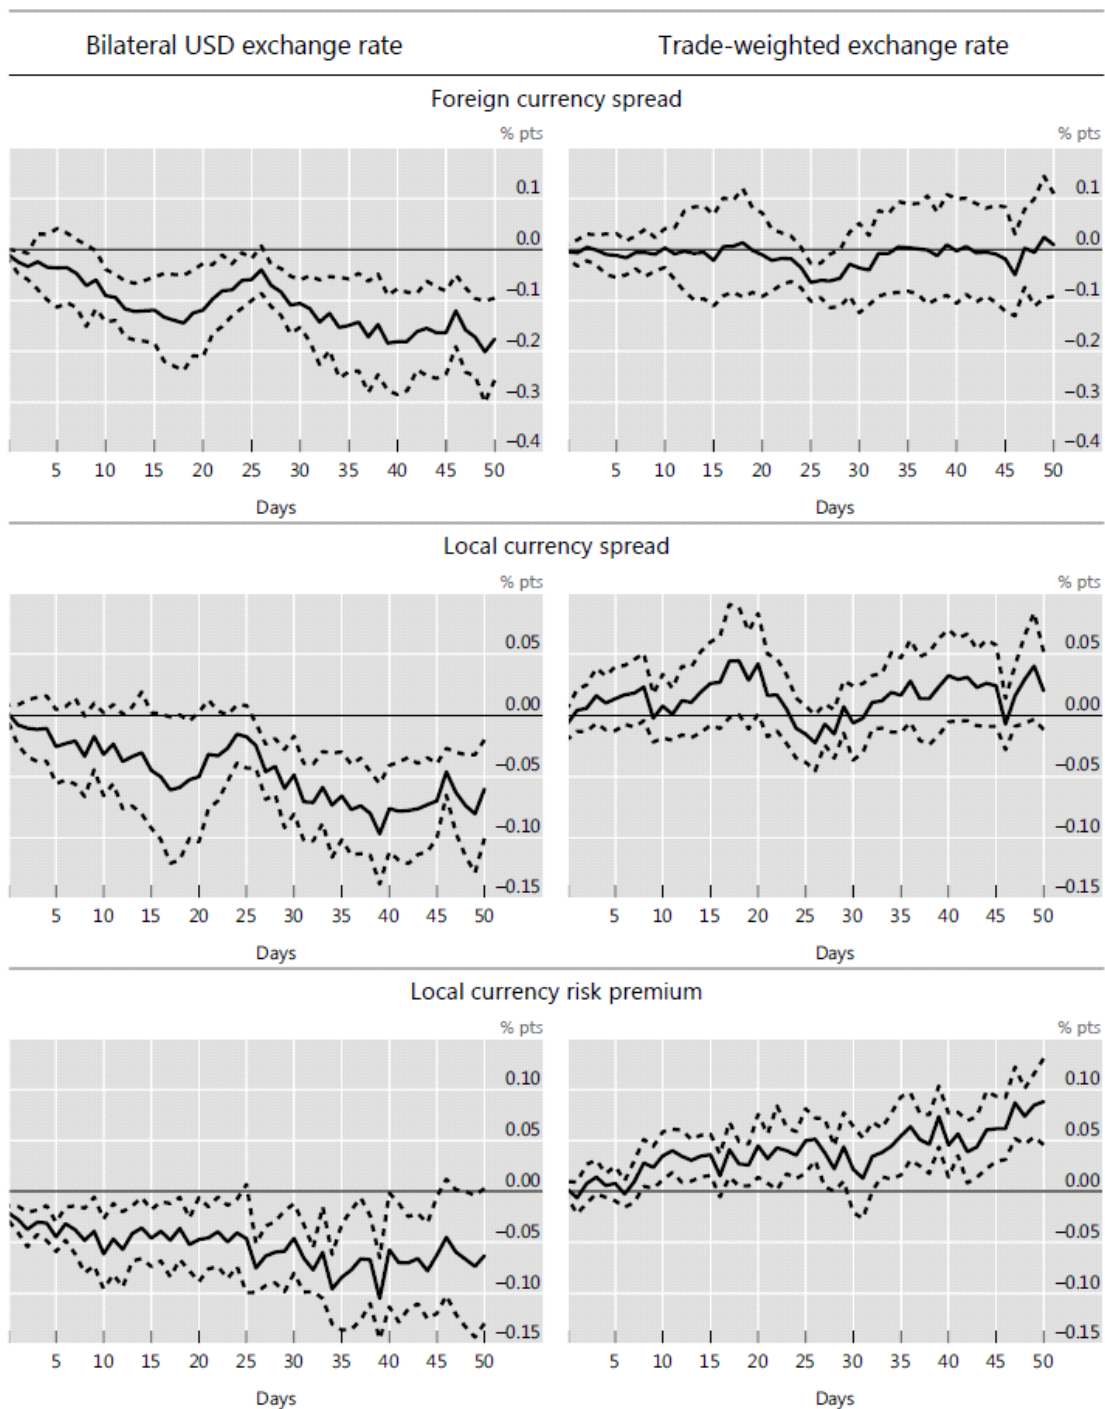 Bilateral USD exchange rate Trade-weighted exchange rate
Foreign currency spread
% pts % pts
0.1 0.1
0.0 0.0
−0.1 −0.1
−0.2 −0.2
−0.3 −0.3
−0.4 −0.4
5 10 15 20 25 30 35 40 45 50 5 10 15 20 25 30 35 40 45 50
Days Days
Local currency spread
% pts % pts
0.05 0.05
0.00 0.00
−0.05 −0.05
−0.10 −0.10
−0.15 −0.15
5 10 15 20 25 30 35 40 45 50 5 10 15 20 25 30 35 40 45 50
Days Days
Local currency risk premium
% pts % pts
0.10 0.10
0.05 0.05
0.00 0.00
−0.05 −0.05
−0.10 −0.10
−0.15 −0.15
5 10 15 20 25 30 35 40 45 50 5 10 15 20 25 30 35 40 45 50
Days Days